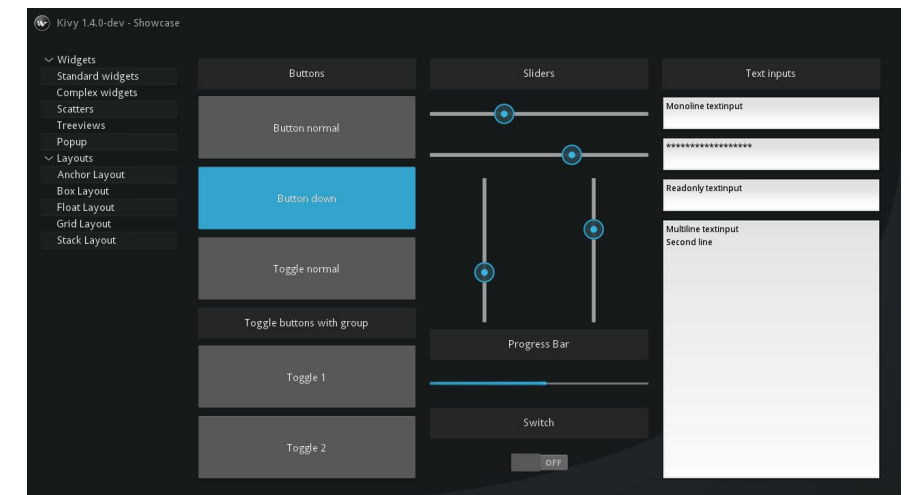 Kivy 1.4.0-dev - Showcase
Widgets
Standard widgets
Complex widgets
Scatters
Treeviews
Popup
Layouts
Anchor Layout
Box Layout
Float Layout
Grid Layout
Stack Layout
Buttons
Button normal
Button down
Toggle normal
Toggle buttons with group
Toggle 1
Toggle 2
Sliders
Progress Bar
Switch
OFF
Text inputs
Monoline textinput
******************
Readonly textinput
Multiline textinput
Second line